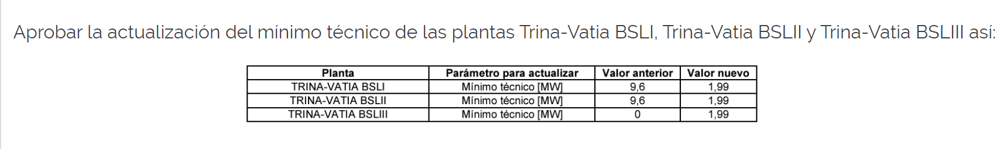 Aprobar la actualización del mínimo técnico de las plantas Trina-Vatia BSLI, Trina-Vatia BSLII y Trina-Vatia BSLIII así:
Planta Parámetro para actualizar Valor anterior Valor nuevo
TRINA-VATIA BSLI Mínimo técnico [MW] 9,6 1,99
TRINA-VATIA BSLII Mínimo técnico [MW] 9,6 1,99
TRINA-VATIA BSLIII Mínimo técnico [MW] 0 1,99